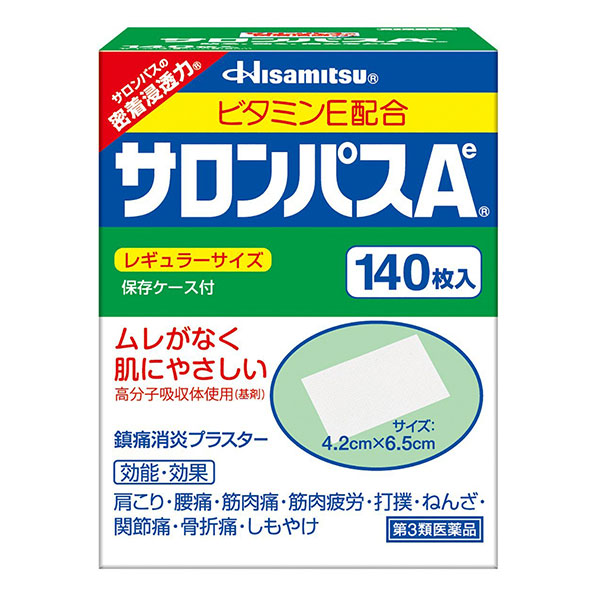 サロンパスの
密着浸透力®
Hisamitsu®
ビタミンE配合
サロンパスAe®
レギュラーサイズ
140枚入
保存ケース付
ムレがなく
肌にやさしい
高分子吸収体使用(基剤)
サイズ:
4.2cm×6.5cm
鎮痛消炎プラスター
効能・効果
肩こり・腰痛・筋肉痛・筋肉疲労・打撲・ねんざ・
関節痛・骨折痛・しもやけ
第3類医薬品